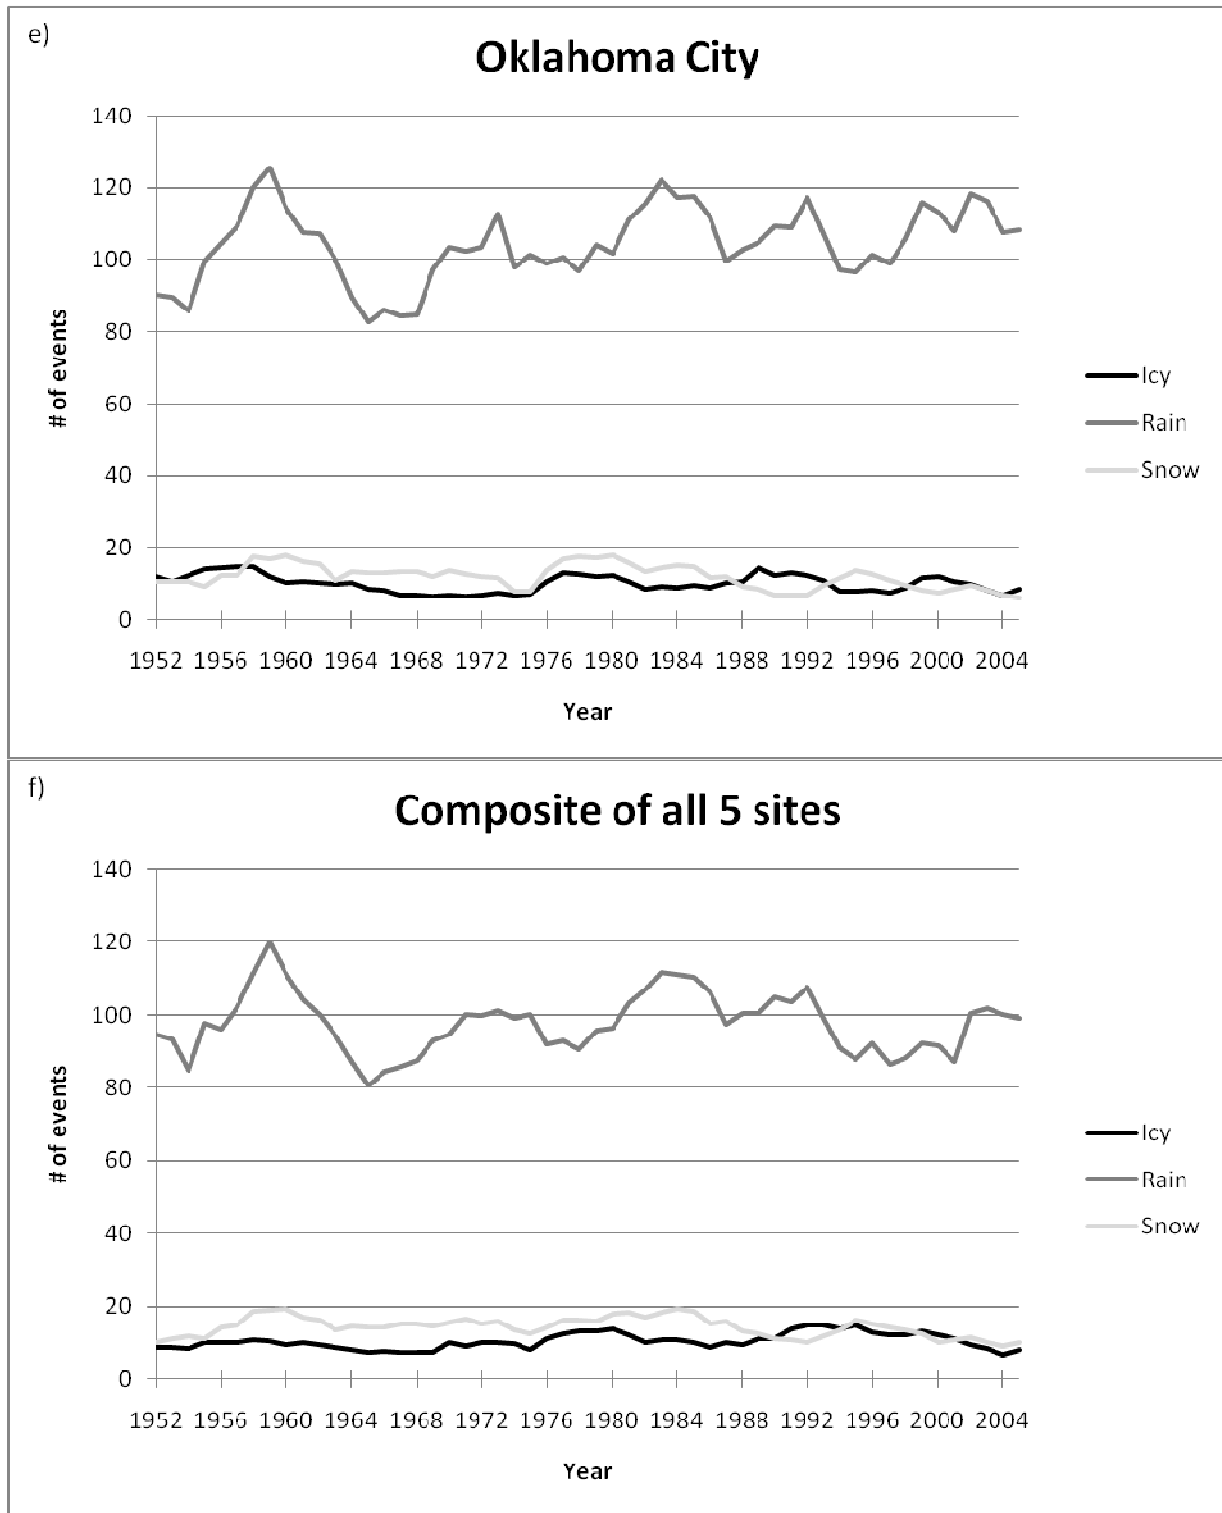 e)
Oklahoma City
140
120
100
80
60
40
20
0
# of events
1952 1956 1960 1964 1968 1972 1976 1980 1984 1988 1992 1996 2000 2004
Year
Icy
Rain
Snow
f)
Composite of all 5 sites
140
120
100
80
60
40
20
0
# of events
1952 1956 1960 1964 1968 1972 1976 1980 1984 1988 1992 1996 2000 2004
Year
Icy
Rain
Snow